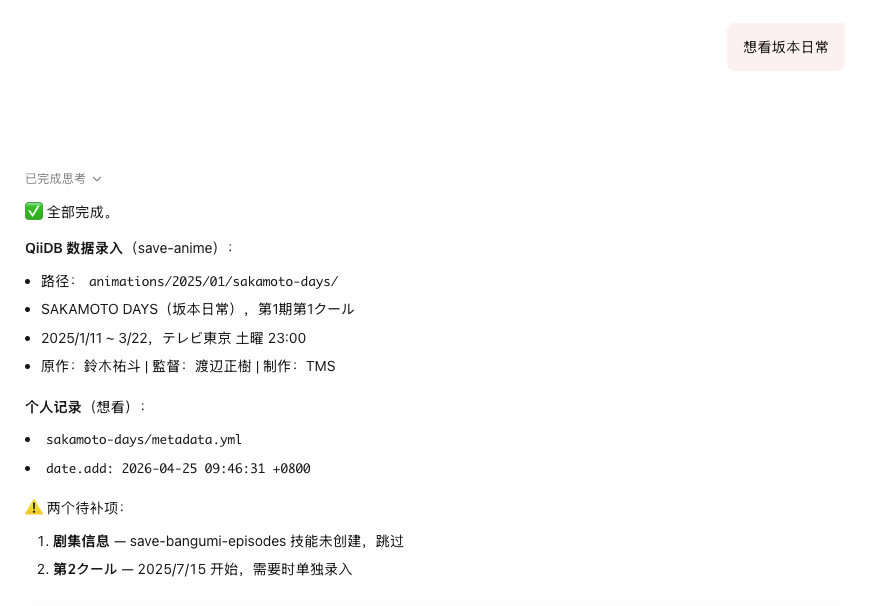 想看坂本日常
已完成思考
✅ 全部完成。
QiiDB 数据录入（save-anime）：
• 路径： animations/2025/01/sakamoto-days/
• SAKAMOTO DAYS（坂本日常），第1期第1クール
• 2025/1/11 ~ 3/22，テレビ東京 土曜 23:00
• 原作：鈴木祐斗 | 監督：渡辺正樹 | 制作：TMS
个人记录（想看）：
• sakamoto-days/metadata.yml
• date.add: 2026-04-25 09:46:31 +0800
⚠️ 两个待补项：
1. 剧集信息 — save-bangumi-episodes 技能未创建，跳过
2. 第2クール — 2025/7/15 开始，需要时单独录入